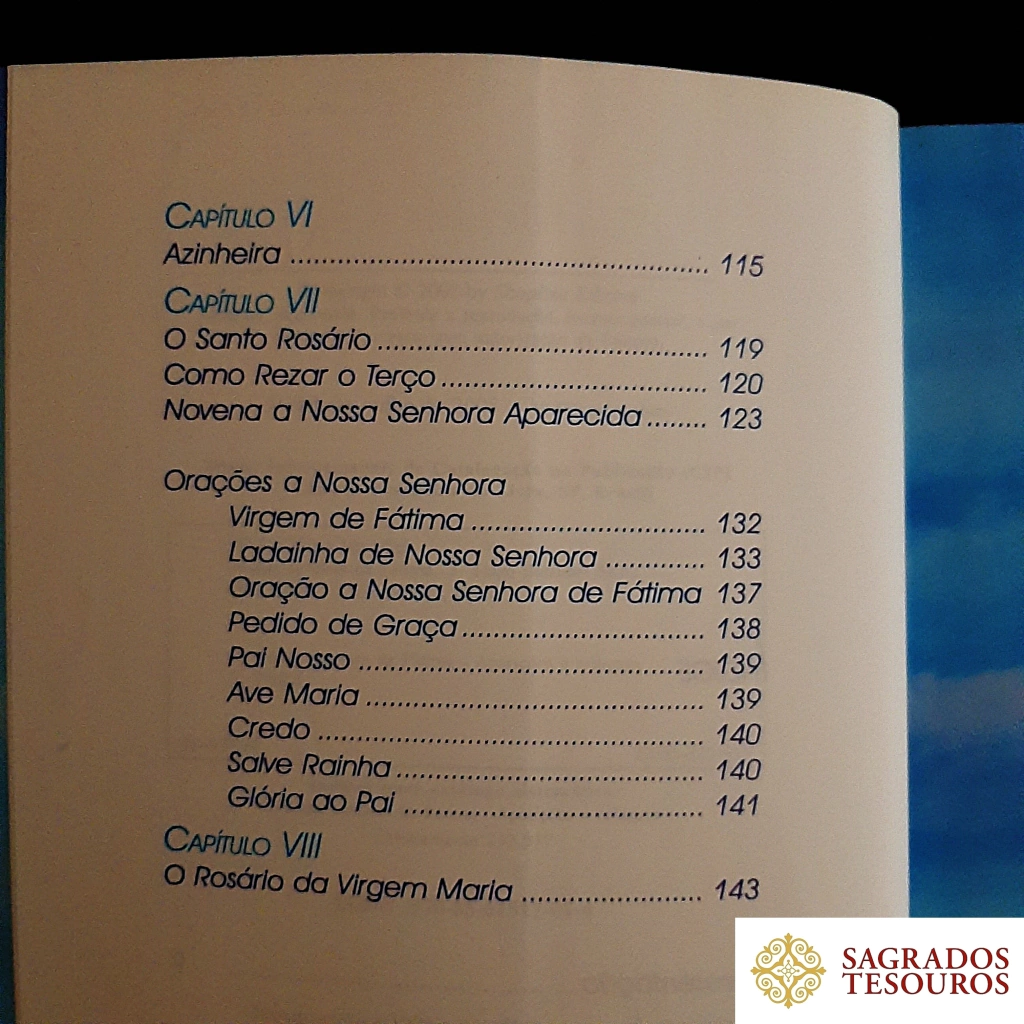 CAPÍTULO VI
Azinheira ........................................................ 115
CAPÍTULO VII
O Santo Rosário ............................................ 119
Como Rezar o Terço ................................... 120
Novena a Nossa Senhora Aparecida ........ 123
Orações a Nossa Senhora
Virgem de Fátima ............................... 132
Ladainha de Nossa Senhora ............. 133
Oração a Nossa Senhora de Fátima 137
Pedido de Graça ................................ 138
Pai Nosso ............................................. 139
Ave Maria ............................................ 139
Credo ................................................... 140
Salve Rainha ........................................ 140
Glória ao Pai ....................................... 141
CAPÍTULO VIII
O Rosário da Virgem Maria ........................ 143
SAGRADOS
TESOUROS